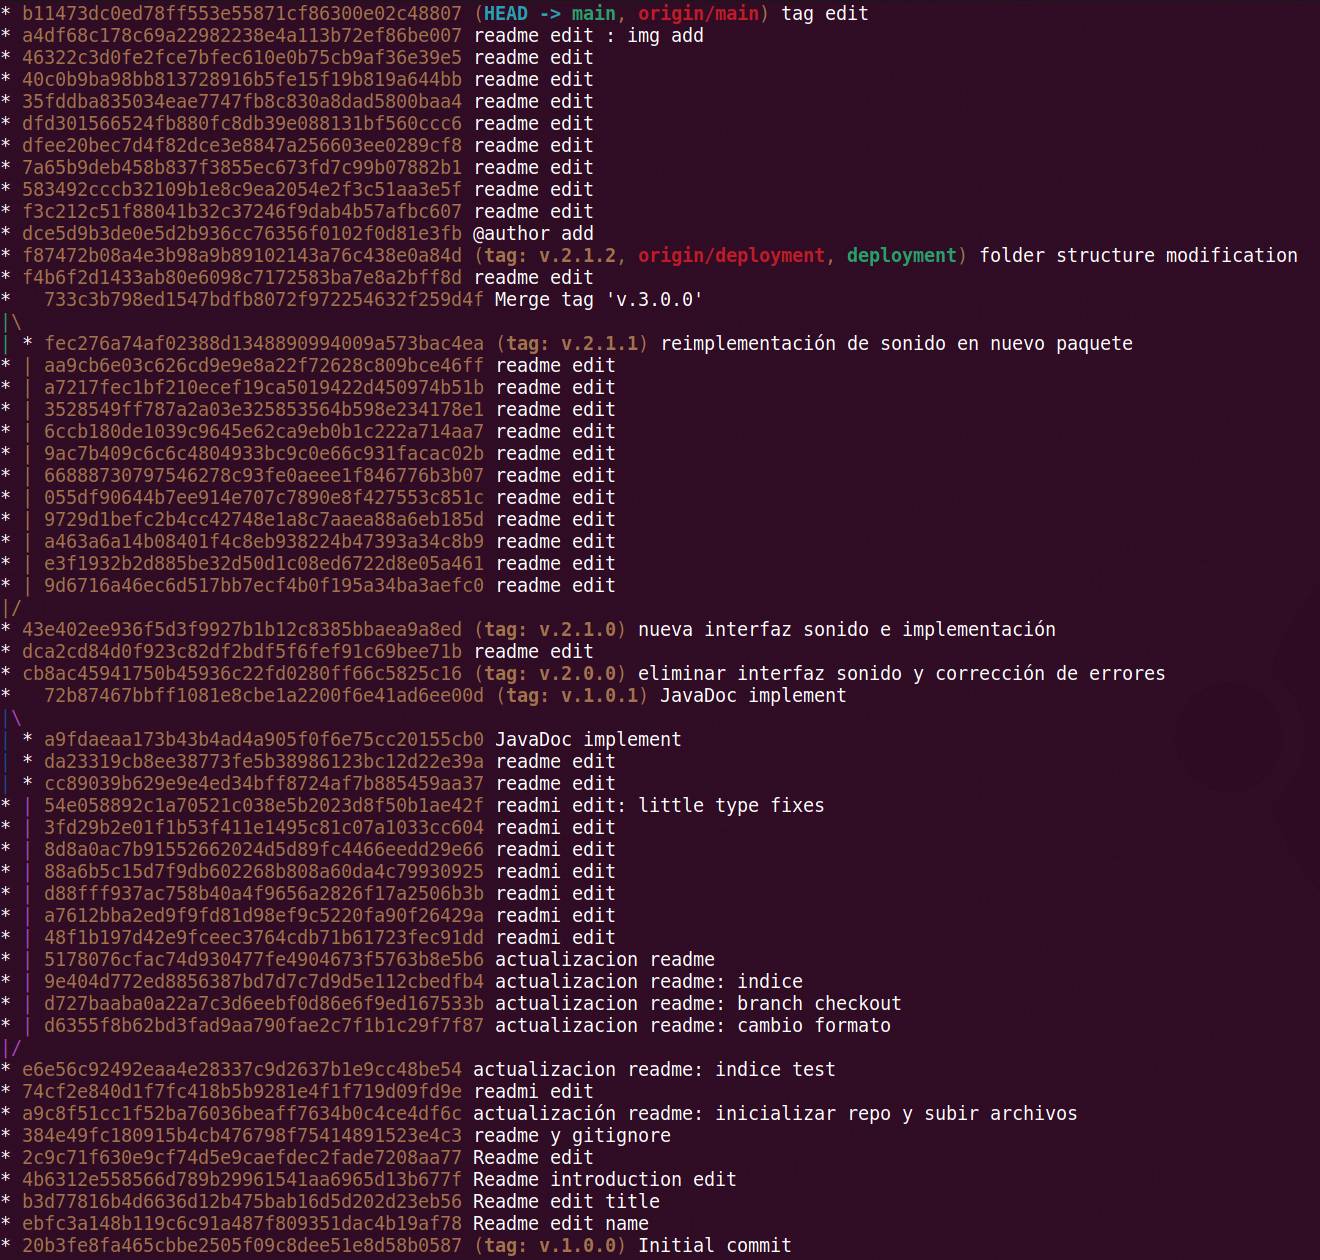 * b11473dc0ed78ff553e55871cf86300e02c48807 (HEAD -> main, origin/main) tag edit
* a4df68c178c69a22982238e4a113b72ef86be007 readme edit : img add
* 46322c3d0fe2fce7bfec610e0b75cb9af36e39e5 readme edit
* 40c0b9ba98bb813728916b5fe15f19b819a644bb readme edit
* 35fddba835034eae7747fb8c830a8dad5800baa4 readme edit
* dfd301566524fb880fc8db39e088131bf560ccc6 readme edit
* dfee20bec7d4f82dce3e8847a256603ee0289cf8 readme edit
* 7a65b9deb458b837f3855ec673fd7c99b07882b1 readme edit
* 583492cccb32109b1e8c9ea2054e2f3c51aa3e5f readme edit
* f3c212c51f88041b32c37246f9dab4b57afbc607 readme edit
* dce5d9b3de0e5d2b936cc76356f0102f0d81e3fb @author add
* f87472b08a4e3b98a9b89102143a76c438e0a84d (tag: v.2.1.2, origin/deployment, deployment) folder structure modification
* f4b6f2d1433ab80e6098c7172583ba7e8a2bff8d readme edit
*   733c3b798ed1547bdfb8072f972254632f259d4f Merge tag 'v.3.0.0'
|\
| * fec276a74af02388d1348890994009a573bac4ea (tag: v.2.1.1) reimplementación de sonido en nuevo paquete
* | aa9cb6e03c626cd9e9e8a22f72628c809bce46ff readme edit
* | a7217fec1bf210ecef19ca5019422d450974b51b readme edit
* | 3528549ff787a2a03e325853564b598e234178e1 readme edit
* | 6ccb180de1039c9645e62ca9eb0b1c222a714aa7 readme edit
* | 9ac7b409c6c6c4804933bc9c0e66c931facac02b readme edit
* | 66888730797546278c93fe0aeee1f846776b3b07 readme edit
* | 055df90644b7ee914e707c7890e8f427553c851c readme edit
* | 9729d1befc2b4cc42748e1a8c7aaea88a6eb185d readme edit
* | a463a6a14b08401f4c8eb938224b47393a34c8b9 readme edit
* | e3f1932b2d885be32d50d1c08ed6722d8e05a461 readme edit
* | 9d6716a46ec6d517bb7ecf4b0f195a34ba3aefc0 readme edit
|/
* 43e402ee936f5d3f9927b1b12c8385bbaea9a8ed (tag: v.2.1.0) nueva interfaz sonido e implementación
* dca2cd84d0f923c82df2bdf5f6fef91c69bee71b readme edit
* cb8ac45941750b45936c22fd0280ff66c5825c16 (tag: v.2.0.0) eliminar interfaz sonido y corrección de errores
*   72b87467bbff1081e8cbe1a2200f6e41ad6ee00d (tag: v.1.0.1) JavaDoc implement
|\
| * a9fdaeaa173b43b4ad4a905f0f6e75cc20155cb0 JavaDoc implement
| * da23319cb8ee38773fe5b38986123bc12d22e39a readme edit
| * cc89039b629e9e4ed34bff8724af7b885459aa37 readme edit
* | 54e058892c1a70521c038e5b2023d8f50b1ae42f readmi edit: little type fixes
* | 3fd29b2e01f1b53f411e1495c81c07a1033cc604 readmi edit
* | 8d8a0ac7b91552662024d5d89fc4466eedd29e66 readmi edit
* | 88a6b5c15d7f9db602268b808a60da4c79930925 readmi edit
* | d88fff937ac758b40a4f9656a2826f17a2506b3b readmi edit
* | a7612bba2ed9f9fd81d98ef9c5220fa90f26429a readmi edit
* | 48f1b197d42e9fceec3764cdb71b61723fec91dd readmi edit
* | 5178076cfac74d930477fe4904673f5763b8e5b6 actualizacion readme
* | 9e404d772ed8856387bd7d7c7d9d5e112cbedfb4 actualizacion readme: indice
* | d727baaba0a22a7c3d6eebf0d86e6f9ed167533b actualizacion readme: branch checkout
* | d6355f8b62bd3fad9aa790fae2c7f1b1c29f7f87 actualizacion readme: cambio formato
|/
* e6e56c92492eaa4e28337c9d2637b1e9cc48be54 actualizacion readme: indice test
* 74cf2e840d1f7fc418b5b9281e4f1f719d09fd9e readmi edit
* a9c8f51cc1f52ba76036beaff7634b0c4ce4df6c actualización readme: inicializar repo y subir archivos
* 384e49fc180915b4cb476798f75414891523e4c3 readme y gitignore
* 2c9c71f630e9cf74d5e9caefdec2fade7208aa77 Readme edit
* 4b6312e558566d789b29961541aa6965d13b677f Readme introduction edit
* b3d77816b4d6636d12b475bab16d5d202d23eb56 Readme edit title
* ebfc3a148b119c6c91a487f809351dac4b19af78 Readme edit name
* 20b3fe8fa465cbbe2505f09c8dee51e8d58b0587 (tag: v.1.0.0) Initial commit